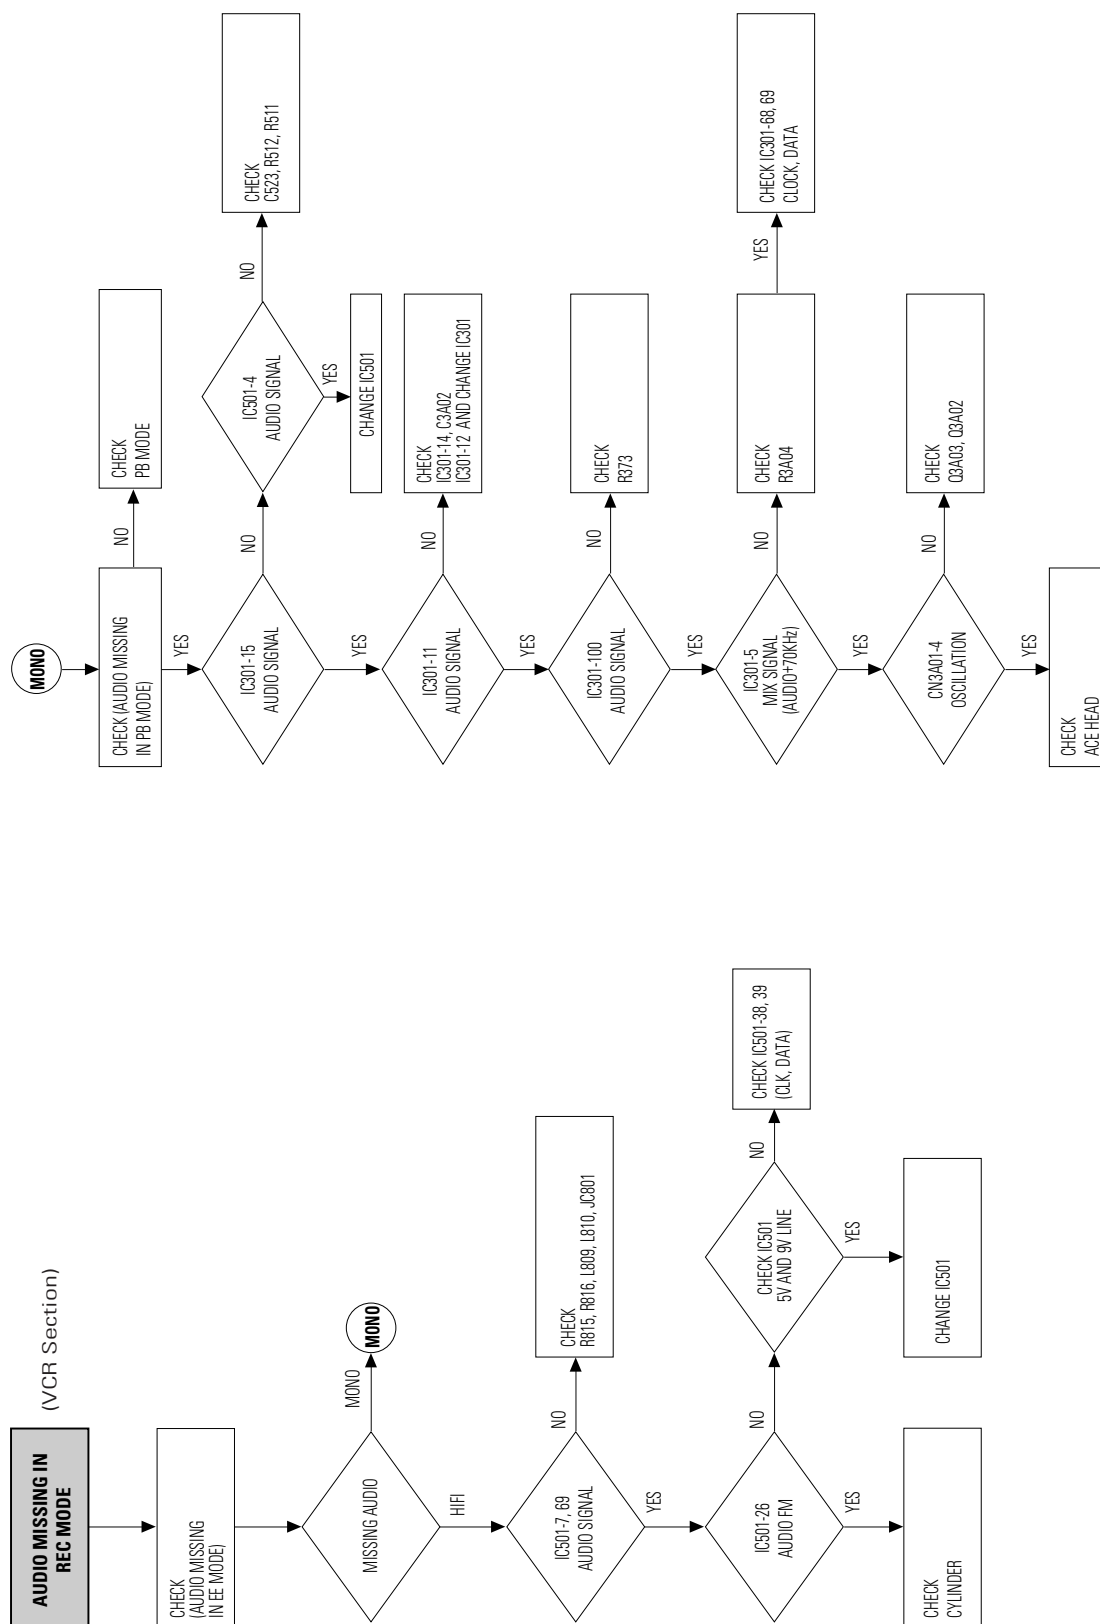 AUDIO MISSING IN
REC MODE
(VCR Section)
CHECK
(AUDIO MISSING
IN EE MODE)
MISSING AUDIO
MONO
MONO
HIFI
IC501-7, 69
AUDIO SIGNAL
NO
CHECK
R815, R816, L809, L810, JC801
YES
IC501-26
AUDIO FM
NO
CHECK IC501
5V AND 9V LINE
NO
CHECK IC501-38, 39
(CLK, DATA)
YES
CHANGE IC501
YES
CHECK
CYLINDER
MONO
CHECK (AUDIO MISSING
IN PB MODE)
NO
CHECK
PB MODE
YES
IC301-15
AUDIO SIGNAL
NO
IC501-4
AUDIO SIGNAL
NO
CHECK
C523, R512, R511
YES
CHANGE IC501
YES
IC301-11
AUDIO SIGNAL
NO
CHECK
IC301-14, C3A02
IC301-12 AND CHANGE IC301
YES
IC301-100
AUDIO SIGNAL
NO
CHECK
R373
YES
IC301-5
MIX SIGNAL
(AUDIO+70KHz)
NO
CHECK
R3A04
YES
CHECK IC301-68, 69
CLOCK, DATA
YES
CN3A01-4
OSCILLATION
NO
CHECK
Q3A03, Q3A02
YES
CHECK
ACE HEAD